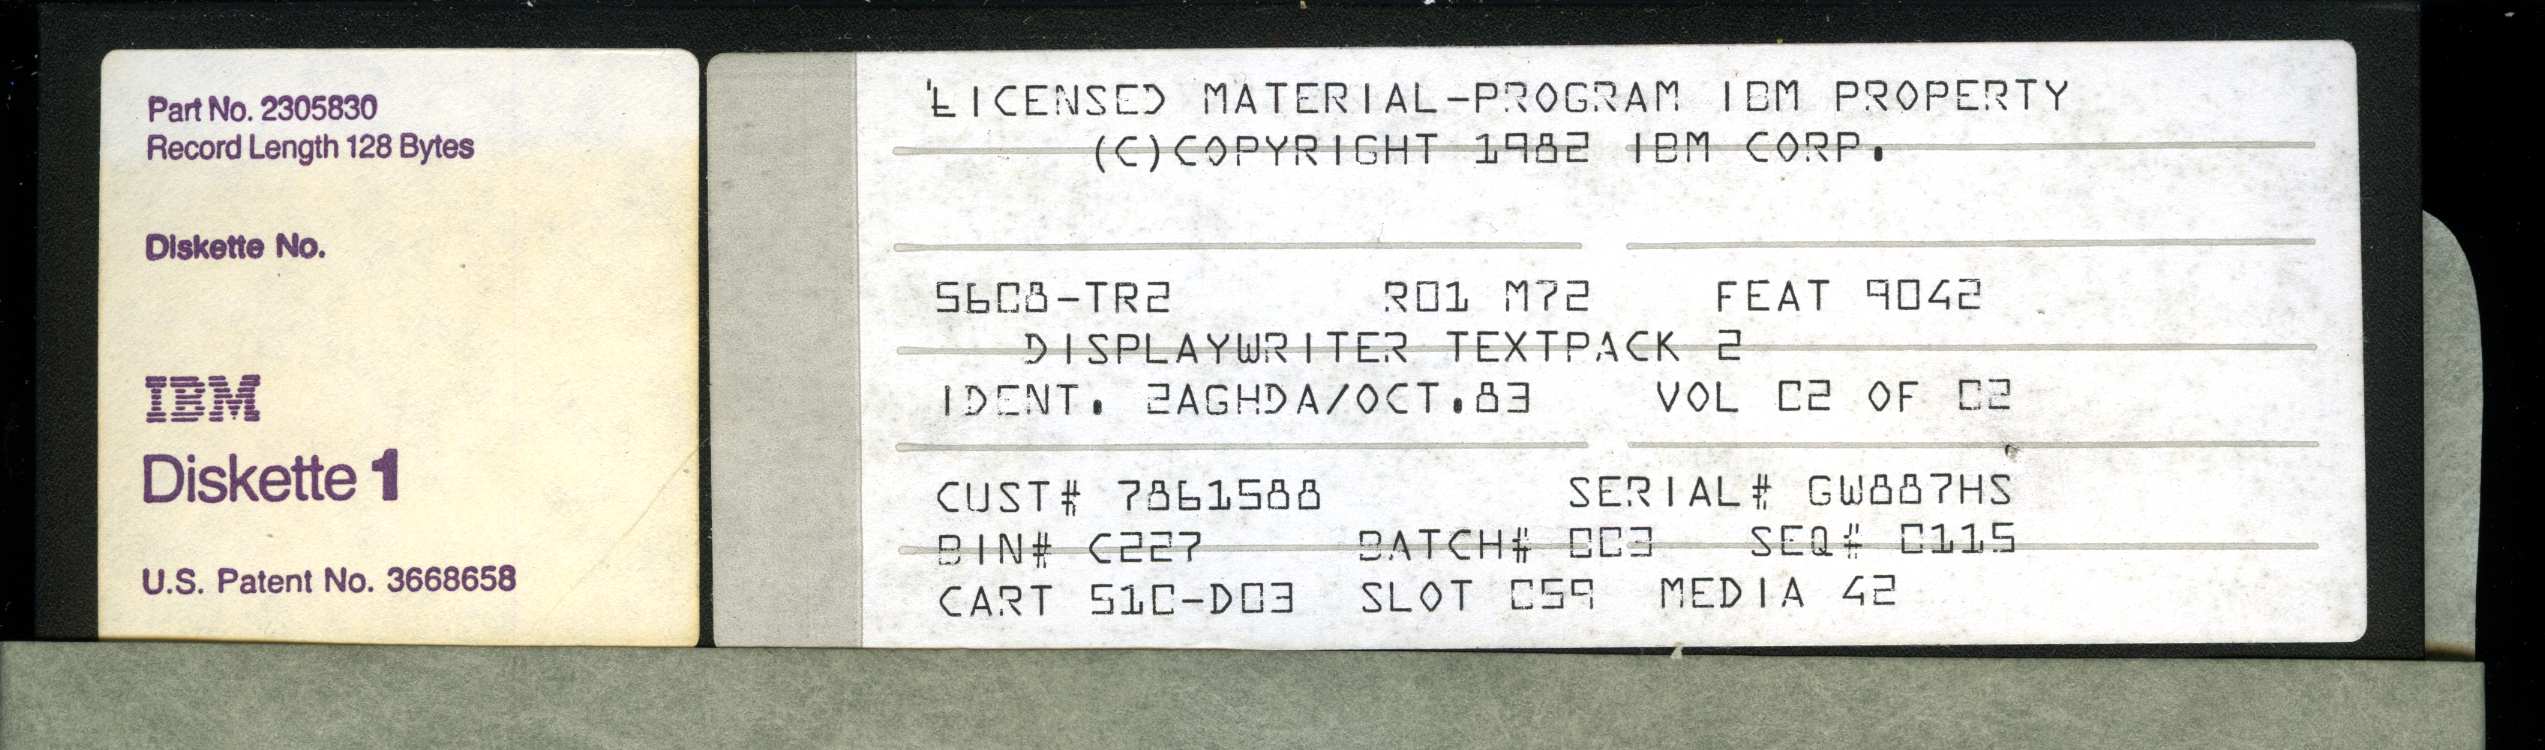 Part No. 2305830
Record Length 128 Bytes
Diskette No.
IBM
Diskette 1
U.S. Patent No. 3668658
LICENSED MATERIAL-PROGRAM IBM PROPERTY
(C)COPYRIGHT 1982 IBM CORP.
5608-TR2 R01 M72 FEAT 9042
DISPLAYWRITER TEXTPACK 2
IDENT. 2AGHDA/OCT.83 VOL 02 OF 02
CUST# 7861588 SERIAL# GW887HS
BIN# C227 BATCH# 003 SEQ# 0115
CART 510-D03 SLOT 059 MEDIA 42